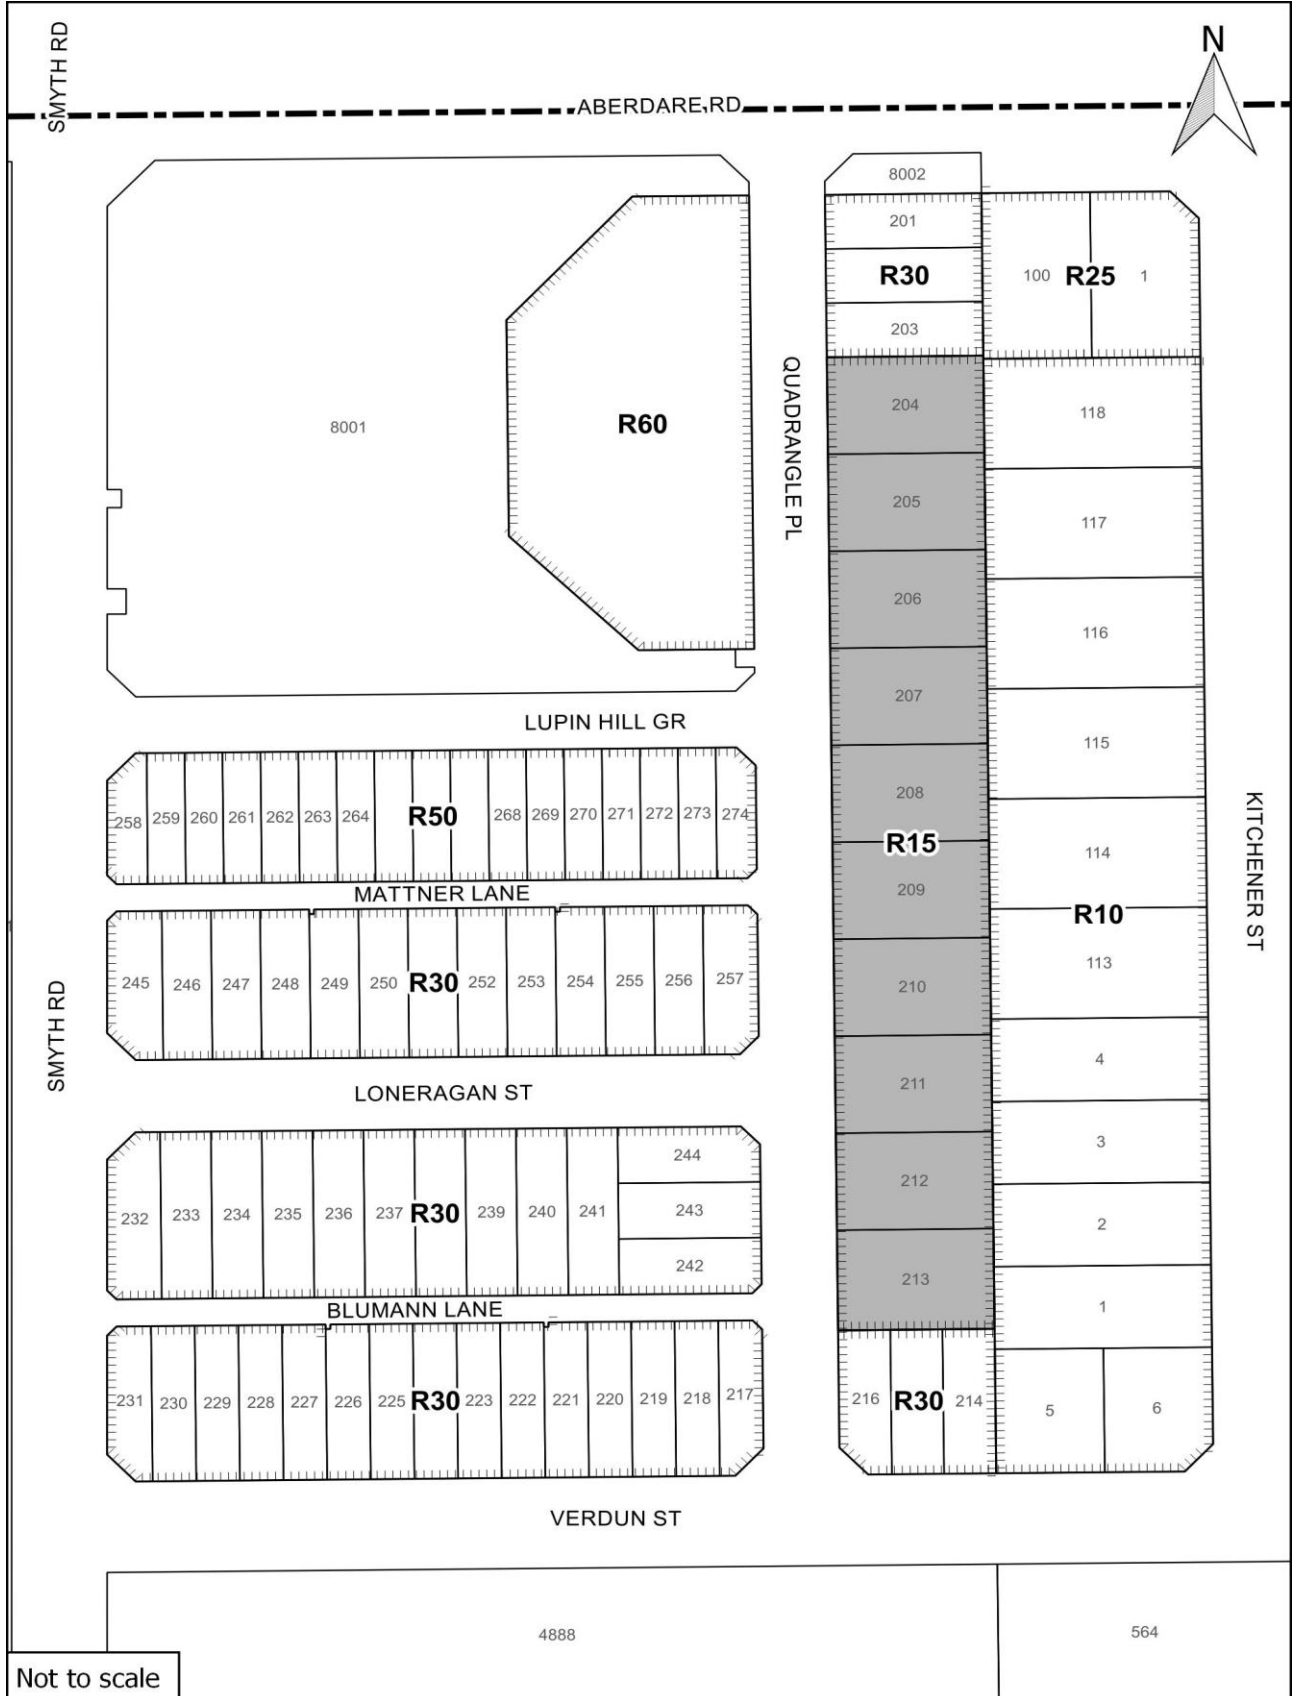 N
SMYTH RD
ABERDARE RD
8002
201
R30
203
100
R25
1
8001
R60
QUADRANGLE PL
204
205
206
207
208
R15
209
210
211
212
213
216
R30
214
118
117
116
115
114
R10
113
4
3
2
1
5
6
KITCHENER ST
LUPIN HILL GR
258 259 260 261 262 263 264 R50 268 269 270 271 272 273 274
MATTNER LANE
245 246 247 248 249 250 R30 252 253 254 255 256 257
SMYTH RD
LONERAGAN ST
232 233 234 235 236 237 R30 239 240 241
244
243
242
BLUMANN LANE
231 230 229 228 227 226 225 R30 223 222 221 220 219 218 217
VERDUN ST
4888
564
Not to scale